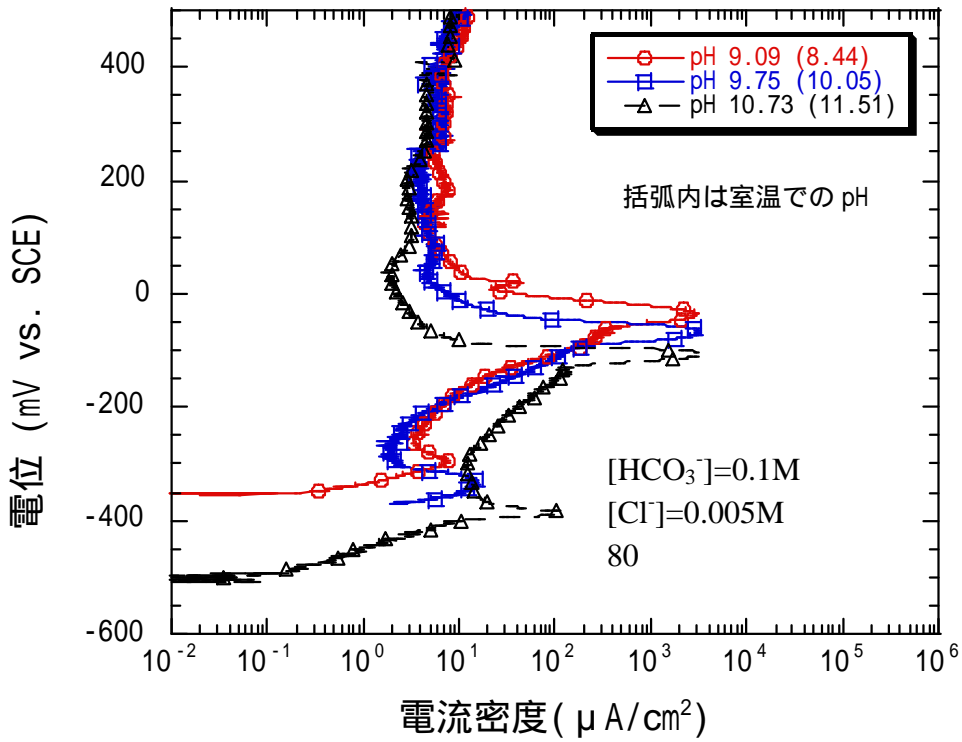 pH 9.09 (8.44)
pH 9.75 (10.05)
pH 10.73 (11.51)
括弧内は室温での pH
[HCO₃⁻]=0.1M
[Cl⁻]=0.005M
80
電位 (mV vs. SCE)
400
200
0
-200
-400
-600
10⁻²
10⁻¹
10⁰
10¹
10²
10³
10⁴
10⁵
10⁶
電流密度(μA/cm²)